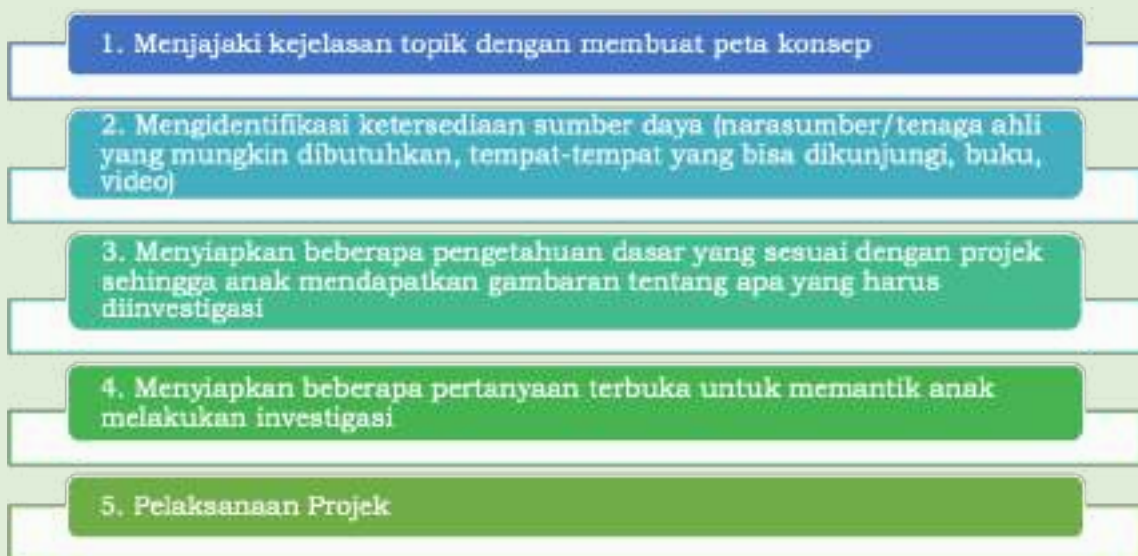 1. Menjajaki kejelasan topik dengan membuat peta konsep
2. Mengidentifikasi ketersediaan sumber daya (narasumber/tenaga ahli
yang mungkin dibutuhkan, tempat-tempat yang bisa dikunjungi, buku,
video)
3. Menyiapkan beberapa pengetahuan dasar yang sesuai dengan projek
sehingga anak mendapatkan gambaran tentang apa yang harus
diinvestigasi
4. Menyiapkan beberapa pertanyaan terbuka untuk memantik anak
melakukan investigasi
5. Pelaksanaan Projek